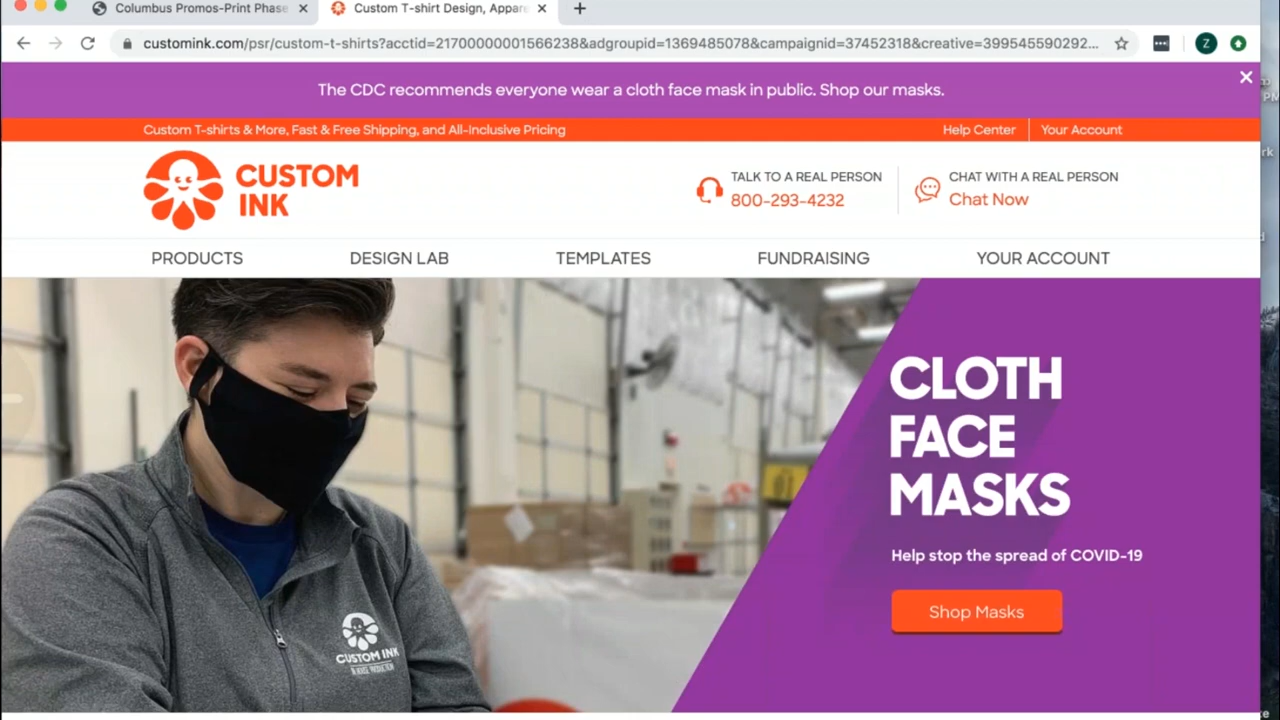 Columbus Promos-Print Phase
Custom T-shirt Design, Appare
customink.com/psr/custom-t-shirts?acctid=21700000001566238&adgroupid=1369485078&campaignid=37452318&creative=399545590292...
Z
The CDC recommends everyone wear a cloth face mask in public. Shop our masks.
Custom T-shirts & More, Fast & Free Shipping, and All-Inclusive Pricing
Help Center
Your Account
CUSTOM
INK
TALK TO A REAL PERSON
800-293-4232
CHAT WITH A REAL PERSON
Chat Now
PRODUCTS
DESIGN LAB
TEMPLATES
FUNDRAISING
YOUR ACCOUNT
CLOTH
FACE
MASKS
Help stop the spread of COVID-19
Shop Masks
CUSTOM INK